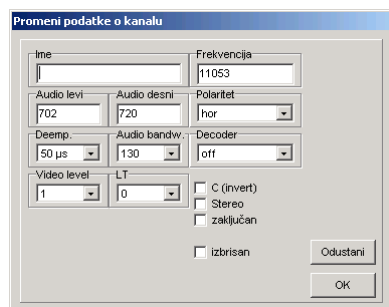 Promeni podatke o kanalu
Ime Frekvencija
11053
Audio levi Audio desni Polaritet
702 720 hor
Deemp. Audio bandw. Decoder
50 µs 130 off
Video level LT
1 0
C (invert)
Stereo
zaključan
izbrisan Odustani
OK